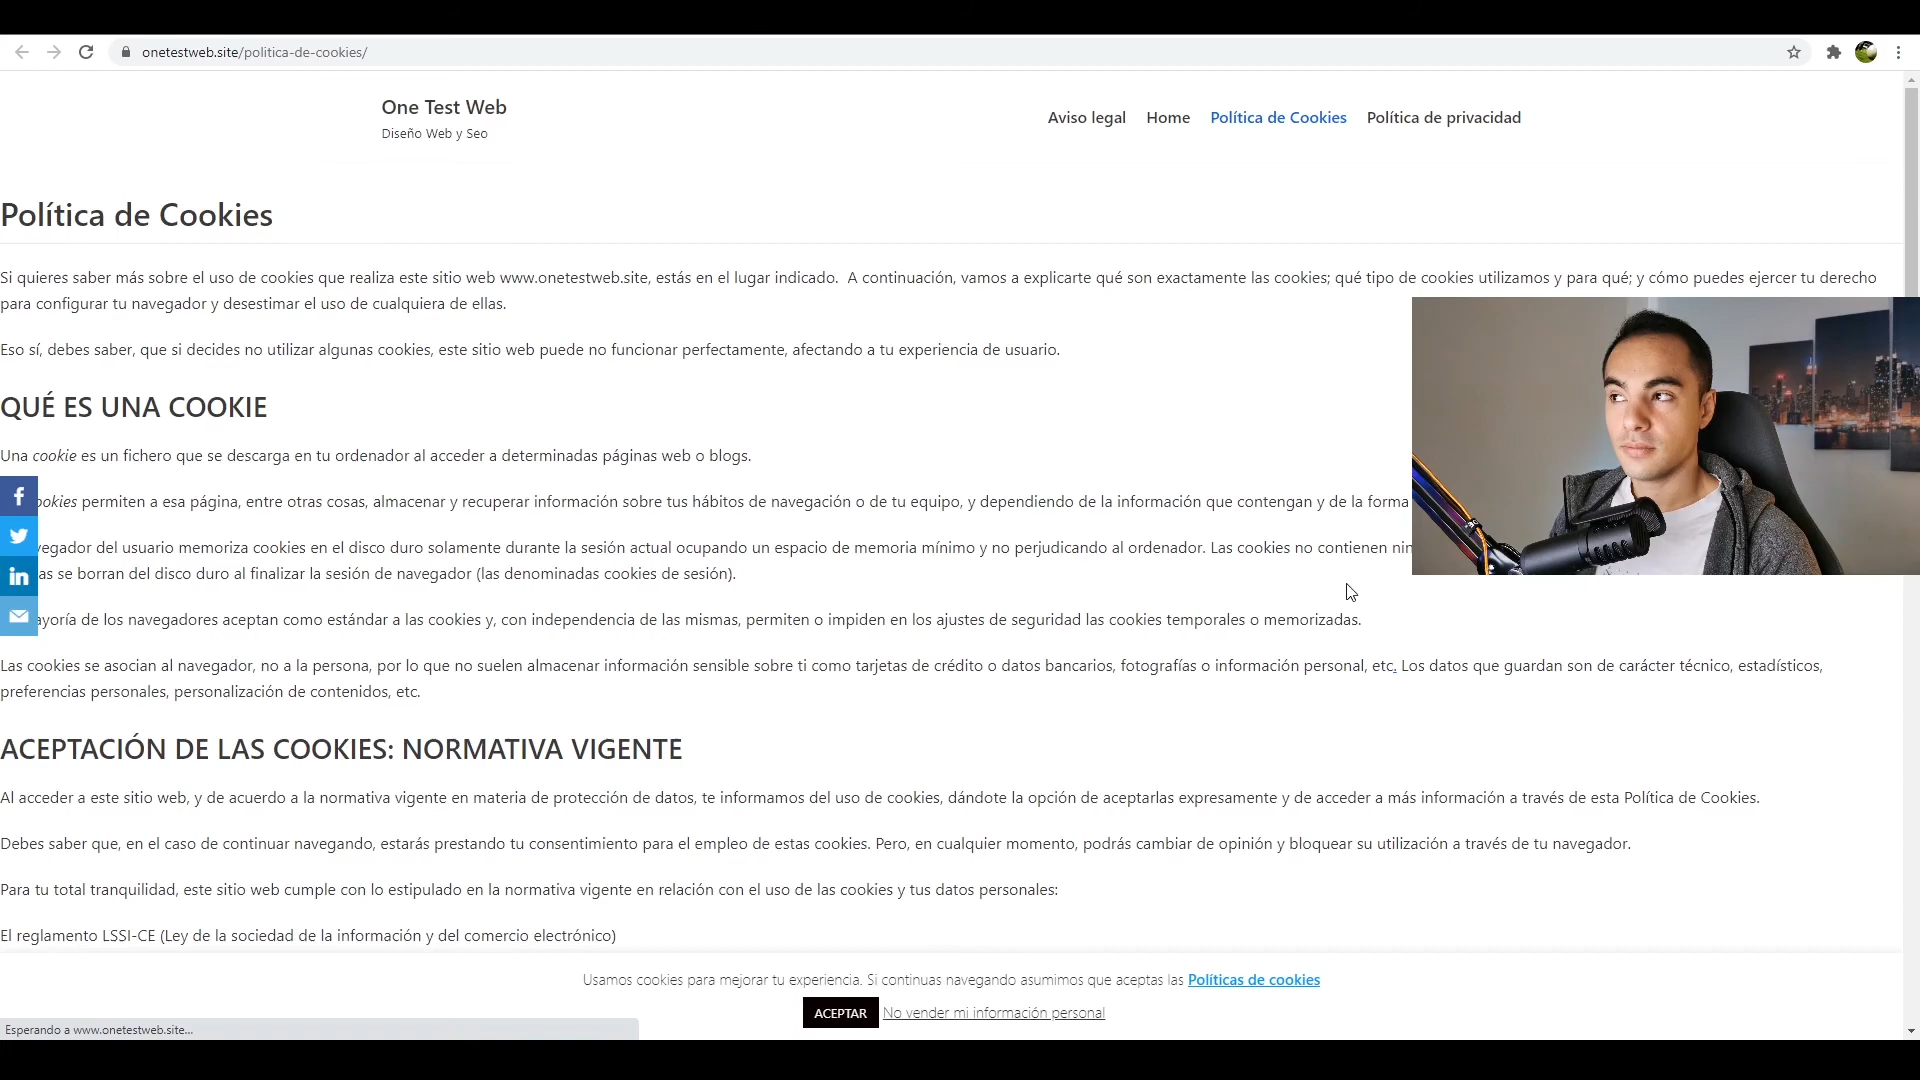 onetestweb.site/politica-de-cookies/
One Test Web
Diseño Web y Seo
Aviso legal Home Política de Cookies Política de privacidad
Política de Cookies
Si quieres saber más sobre el uso de cookies que realiza este sitio web www.onetestweb.site, estás en el lugar indicado. A continuación, vamos a explicarte qué son exactamente las cookies; qué tipo de cookies utilizamos y para qué; y cómo puedes ejercer tu derecho
para configurar tu navegador y desestimar el uso de cualquiera de ellas.
Eso sí, debes saber, que si decides no utilizar algunas cookies, este sitio web puede no funcionar perfectamente, afectando a tu experiencia de usuario.
QUÉ ES UNA COOKIE
Una cookie es un fichero que se descarga en tu ordenador al acceder a determinadas páginas web o blogs.
ookies permiten a esa página, entre otras cosas, almacenar y recuperar información sobre tus hábitos de navegación o de tu equipo, y dependiendo de la información que contengan y de la forma
vegador del usuario memoriza cookies en el disco duro solamente durante la sesión actual ocupando un espacio de memoria mínimo y no perjudicando al ordenador. Las cookies no contienen nin
as se borran del disco duro al finalizar la sesión de navegador (las denominadas cookies de sesión).
ayoría de los navegadores aceptan como estándar a las cookies y, con independencia de las mismas, permiten o impiden en los ajustes de seguridad las cookies temporales o memorizadas.
Las cookies se asocian al navegador, no a la persona, por lo que no suelen almacenar información sensible sobre ti como tarjetas de crédito o datos bancarios, fotografías o información personal, etc. Los datos que guardan son de carácter técnico, estadísticos,
preferencias personales, personalización de contenidos, etc.
ACEPTACIÓN DE LAS COOKIES: NORMATIVA VIGENTE
Al acceder a este sitio web, y de acuerdo a la normativa vigente en materia de protección de datos, te informamos del uso de cookies, dándote la opción de aceptarlas expresamente y de acceder a más información a través de esta Política de Cookies.
Debes saber que, en el caso de continuar navegando, estarás prestando tu consentimiento para el empleo de estas cookies. Pero, en cualquier momento, podrás cambiar de opinión y bloquear su utilización a través de tu navegador.
Para tu total tranquilidad, este sitio web cumple con lo estipulado en la normativa vigente en relación con el uso de las cookies y tus datos personales:
El reglamento LSSI-CE (Ley de la sociedad de la información y del comercio electrónico)
Usamos cookies para mejorar tu experiencia. Si continuas navegando asumimos que aceptas las Políticas de cookies
ACEPTAR No vender mi información personal
Esperando a www.onetestweb.site...